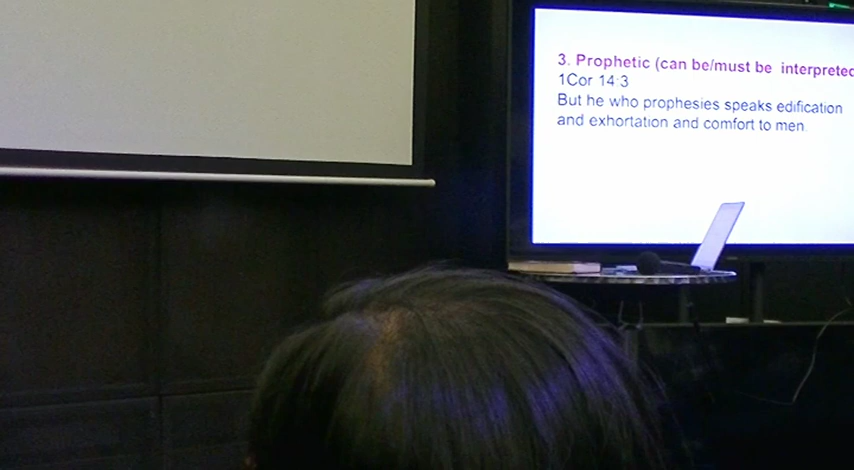 3. Prophetic (can be/must be interpreted
1Cor 14:3
But he who prophesies speaks edification
and exhortation and comfort to men.